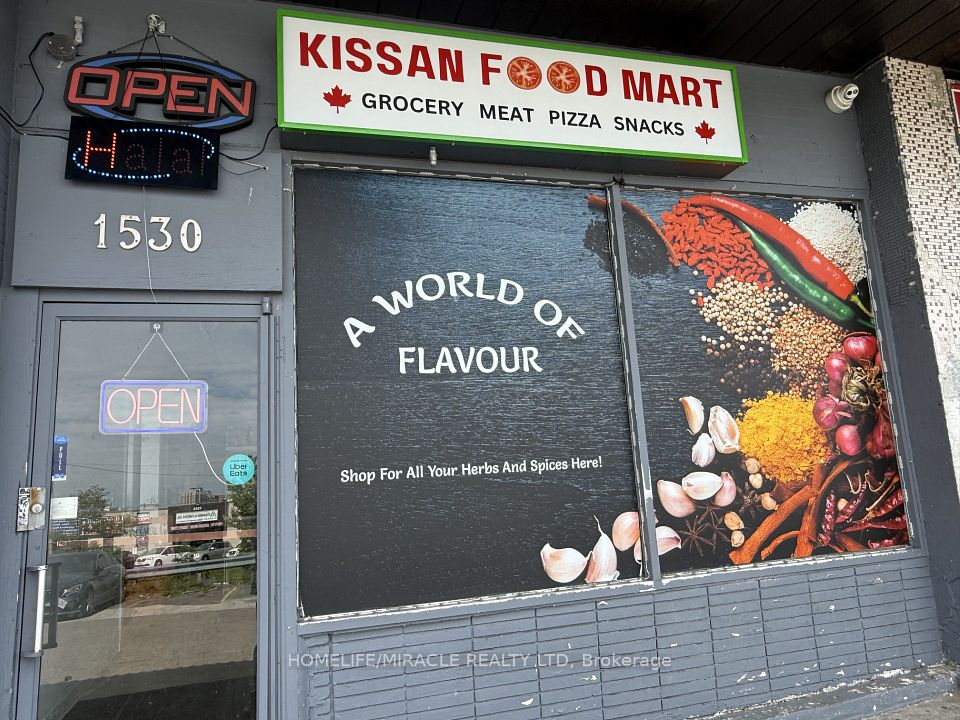 KISSAN FOOD MART
GROCERY MEAT PIZZA SNACKS
OPEN
Halal
1530
A WORLD OF
FLAVOUR
Shop For All Your Herbs And Spices Here!
OPEN
PULL
Uber
Eats
HOMELIFE/MIRACLE REALTY LTD, Brokerage